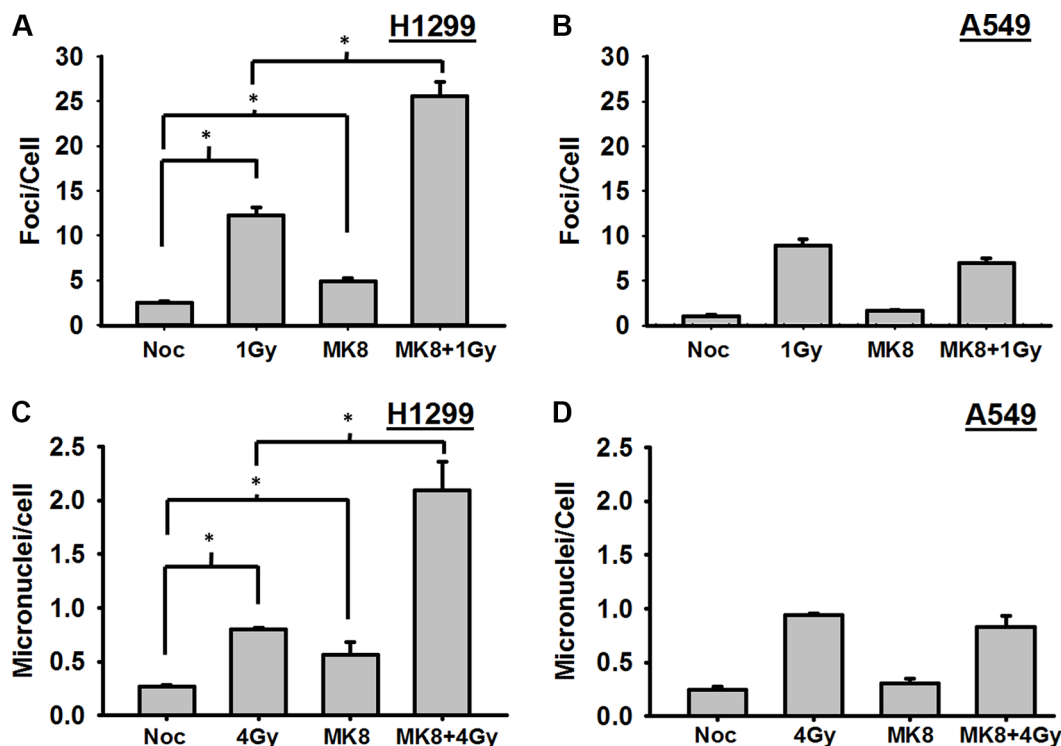 A
H1299
*
*
*
Foci/Cell
30
25
20
15
10
5
0
Noc
1Gy
MK8
MK8+1Gy
B
A549
Foci/Cell
30
25
20
15
10
5
0
Noc
1Gy
MK8
MK8+1Gy
C
H1299
*
*
*
Micronuclei/cell
2.5
2.0
1.5
1.0
0.5
0.0
Noc
4Gy
MK8
MK8+4Gy
D
A549
Micronuclei/Cell
2.5
2.0
1.5
1.0
0.5
0.0
Noc
4Gy
MK8
MK8+4Gy